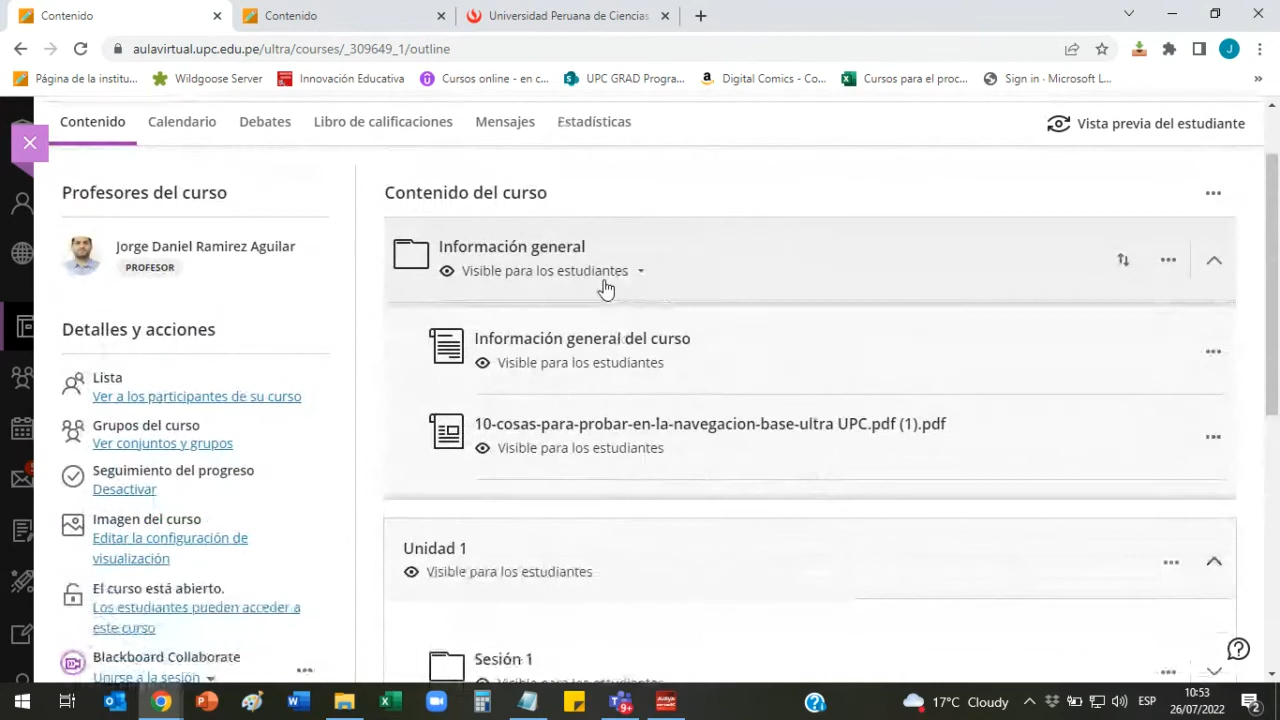 Contenido
Contenido
Universidad Peruana de Ciencias
aulavirtual.upc.edu.pe/ultra/courses/_309649_1/outline
J
Página de la institu...
Wildgoose Server
Innovación Educativa
Cursos online - en c...
UPC GRAD Progra...
Digital Comics - Co...
Cursos para el proc...
Sign in · Microsoft L...
»
Contenido
Calendario
Debates
Libro de calificaciones
Mensajes
Estadísticas
Vista previa del estudiante
Profesores del curso
Jorge Daniel Ramirez Aguilar
PROFESOR
Detalles y acciones
Lista
Ver a los participantes de su curso
Grupos del curso
Ver conjuntos y grupos
Seguimiento del progreso
Desactivar
Imagen del curso
Editar la configuración de
visualización
El curso está abierto.
Los estudiantes pueden acceder a
este curso
Blackboard Collaborate
Unirse a la sesión
Contenido del curso
Información general
Visible para los estudiantes
Información general del curso
Visible para los estudiantes
10-cosas-para-probar-en-la-navegacion-base-ultra UPC.pdf (1).pdf
Visible para los estudiantes
Unidad 1
Visible para los estudiantes
Sesión 1
17°C Cloudy
ESP
10:53
26/07/2022
2